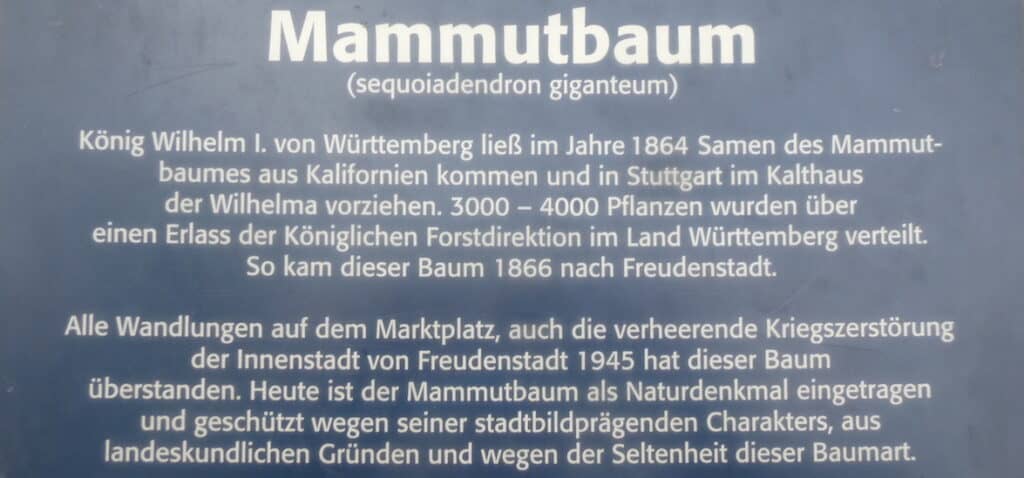 Mammutbaum
(sequoiadendron giganteum)
König Wilhelm I. von Württemberg ließ im Jahre 1864 Samen des Mammut-
baumes aus Kalifornien kommen und in Stuttgart im Kalthaus
der Wilhelma vorziehen. 3000 – 4000 Pflanzen wurden über
einen Erlass der Königlichen Forstdirektion im Land Württemberg verteilt.
So kam dieser Baum 1866 nach Freudenstadt.
Alle Wandlungen auf dem Marktplatz, auch die verheerende Kriegszerstörung
der Innenstadt von Freudenstadt 1945 hat dieser Baum
überstanden. Heute ist der Mammutbaum als Naturdenkmal eingetragen
und geschützt wegen seiner stadtbildprägenden Charakters, aus
landeskundlichen Gründen und wegen der Seltenheit dieser Baumart.